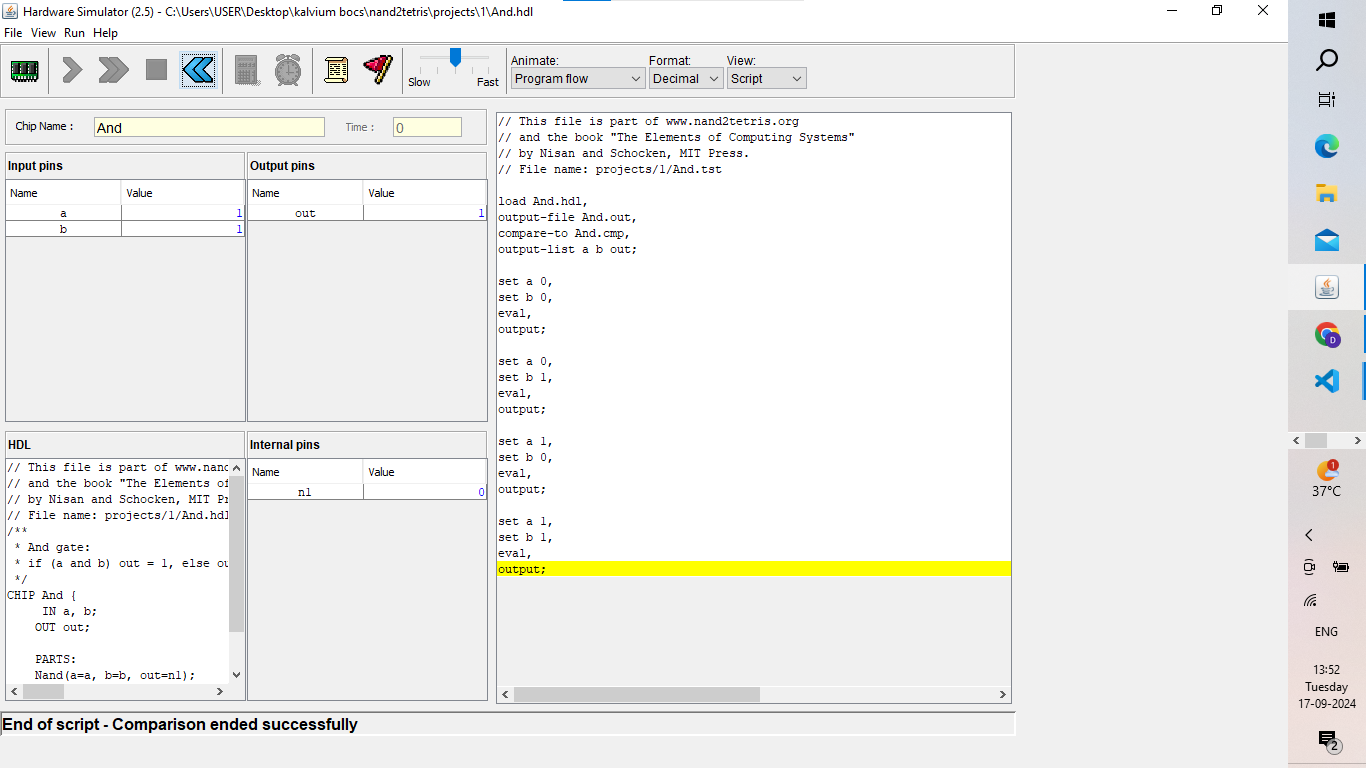 Hardware Simulator (2.5) - C:\Users\USER\Desktop\kalvium bocs\nand2tetris\projects\1\And.hdl
File View Run Help
Slow Fast
Animate: Format: View:
Program flow Decimal Script
Chip Name : And Time : 0
Input pins
Name Value
a 1
b 1
Output pins
Name Value
out 1
HDL
// This file is part of www.nand
// and the book "The Elements of
// by Nisan and Schocken, MIT Pr
// File name: projects/1/And.hdl
/**
* And gate:
* if (a and b) out = 1, else ou
*/
CHIP And {
IN a, b;
OUT out;
PARTS:
Nand(a=a, b=b, out=n1);
Internal pins
Name Value
n1 0
// This file is part of www.nand2tetris.org
// and the book "The Elements of Computing Systems"
// by Nisan and Schocken, MIT Press.
// File name: projects/1/And.tst
load And.hdl,
output-file And.out,
compare-to And.cmp,
output-list a b out;
set a 0,
set b 0,
eval,
output;
set a 0,
set b 1,
eval,
output;
set a 1,
set b 0,
eval,
output;
set a 1,
set b 1,
eval,
output;
End of script - Comparison ended successfully
D
1
37°C
ENG
13:52
Tuesday
17-09-2024
2